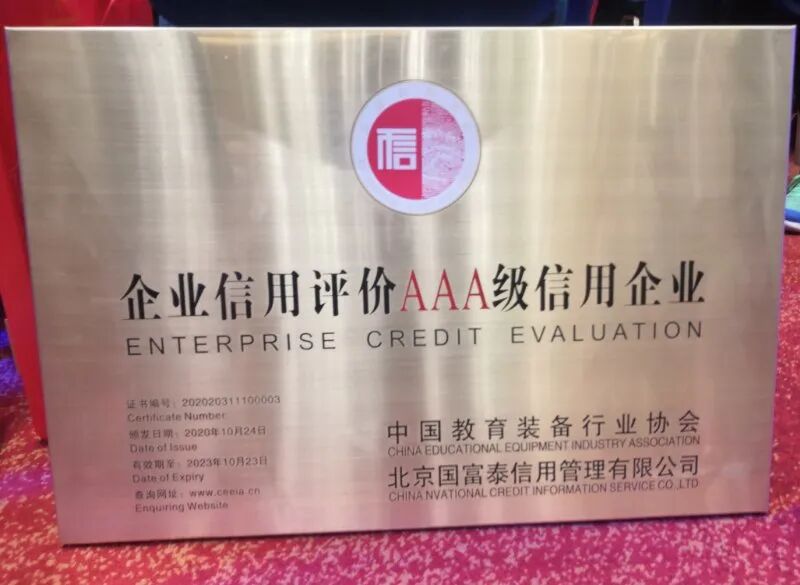 信
企业信用评价AAA级信用企业
ENTERPRISE CREDIT EVALUATION
证书编号：202020311100003
Certificate Number
颁发日期：2020年10月24日
Date of Issue
有效期至：2023年10月23日
Date of Expiry
查询网址：www.ceeia.cn
Enquiring Website
中国教育装备行业协会
CHINA EDUCATIONAL EQUIPMENT INDUSTRY ASSOCIATION
北京国富泰信用管理有限公司
CHINA NVATIONAL CREDIT INFORMATION SERVICE CO.,LTD